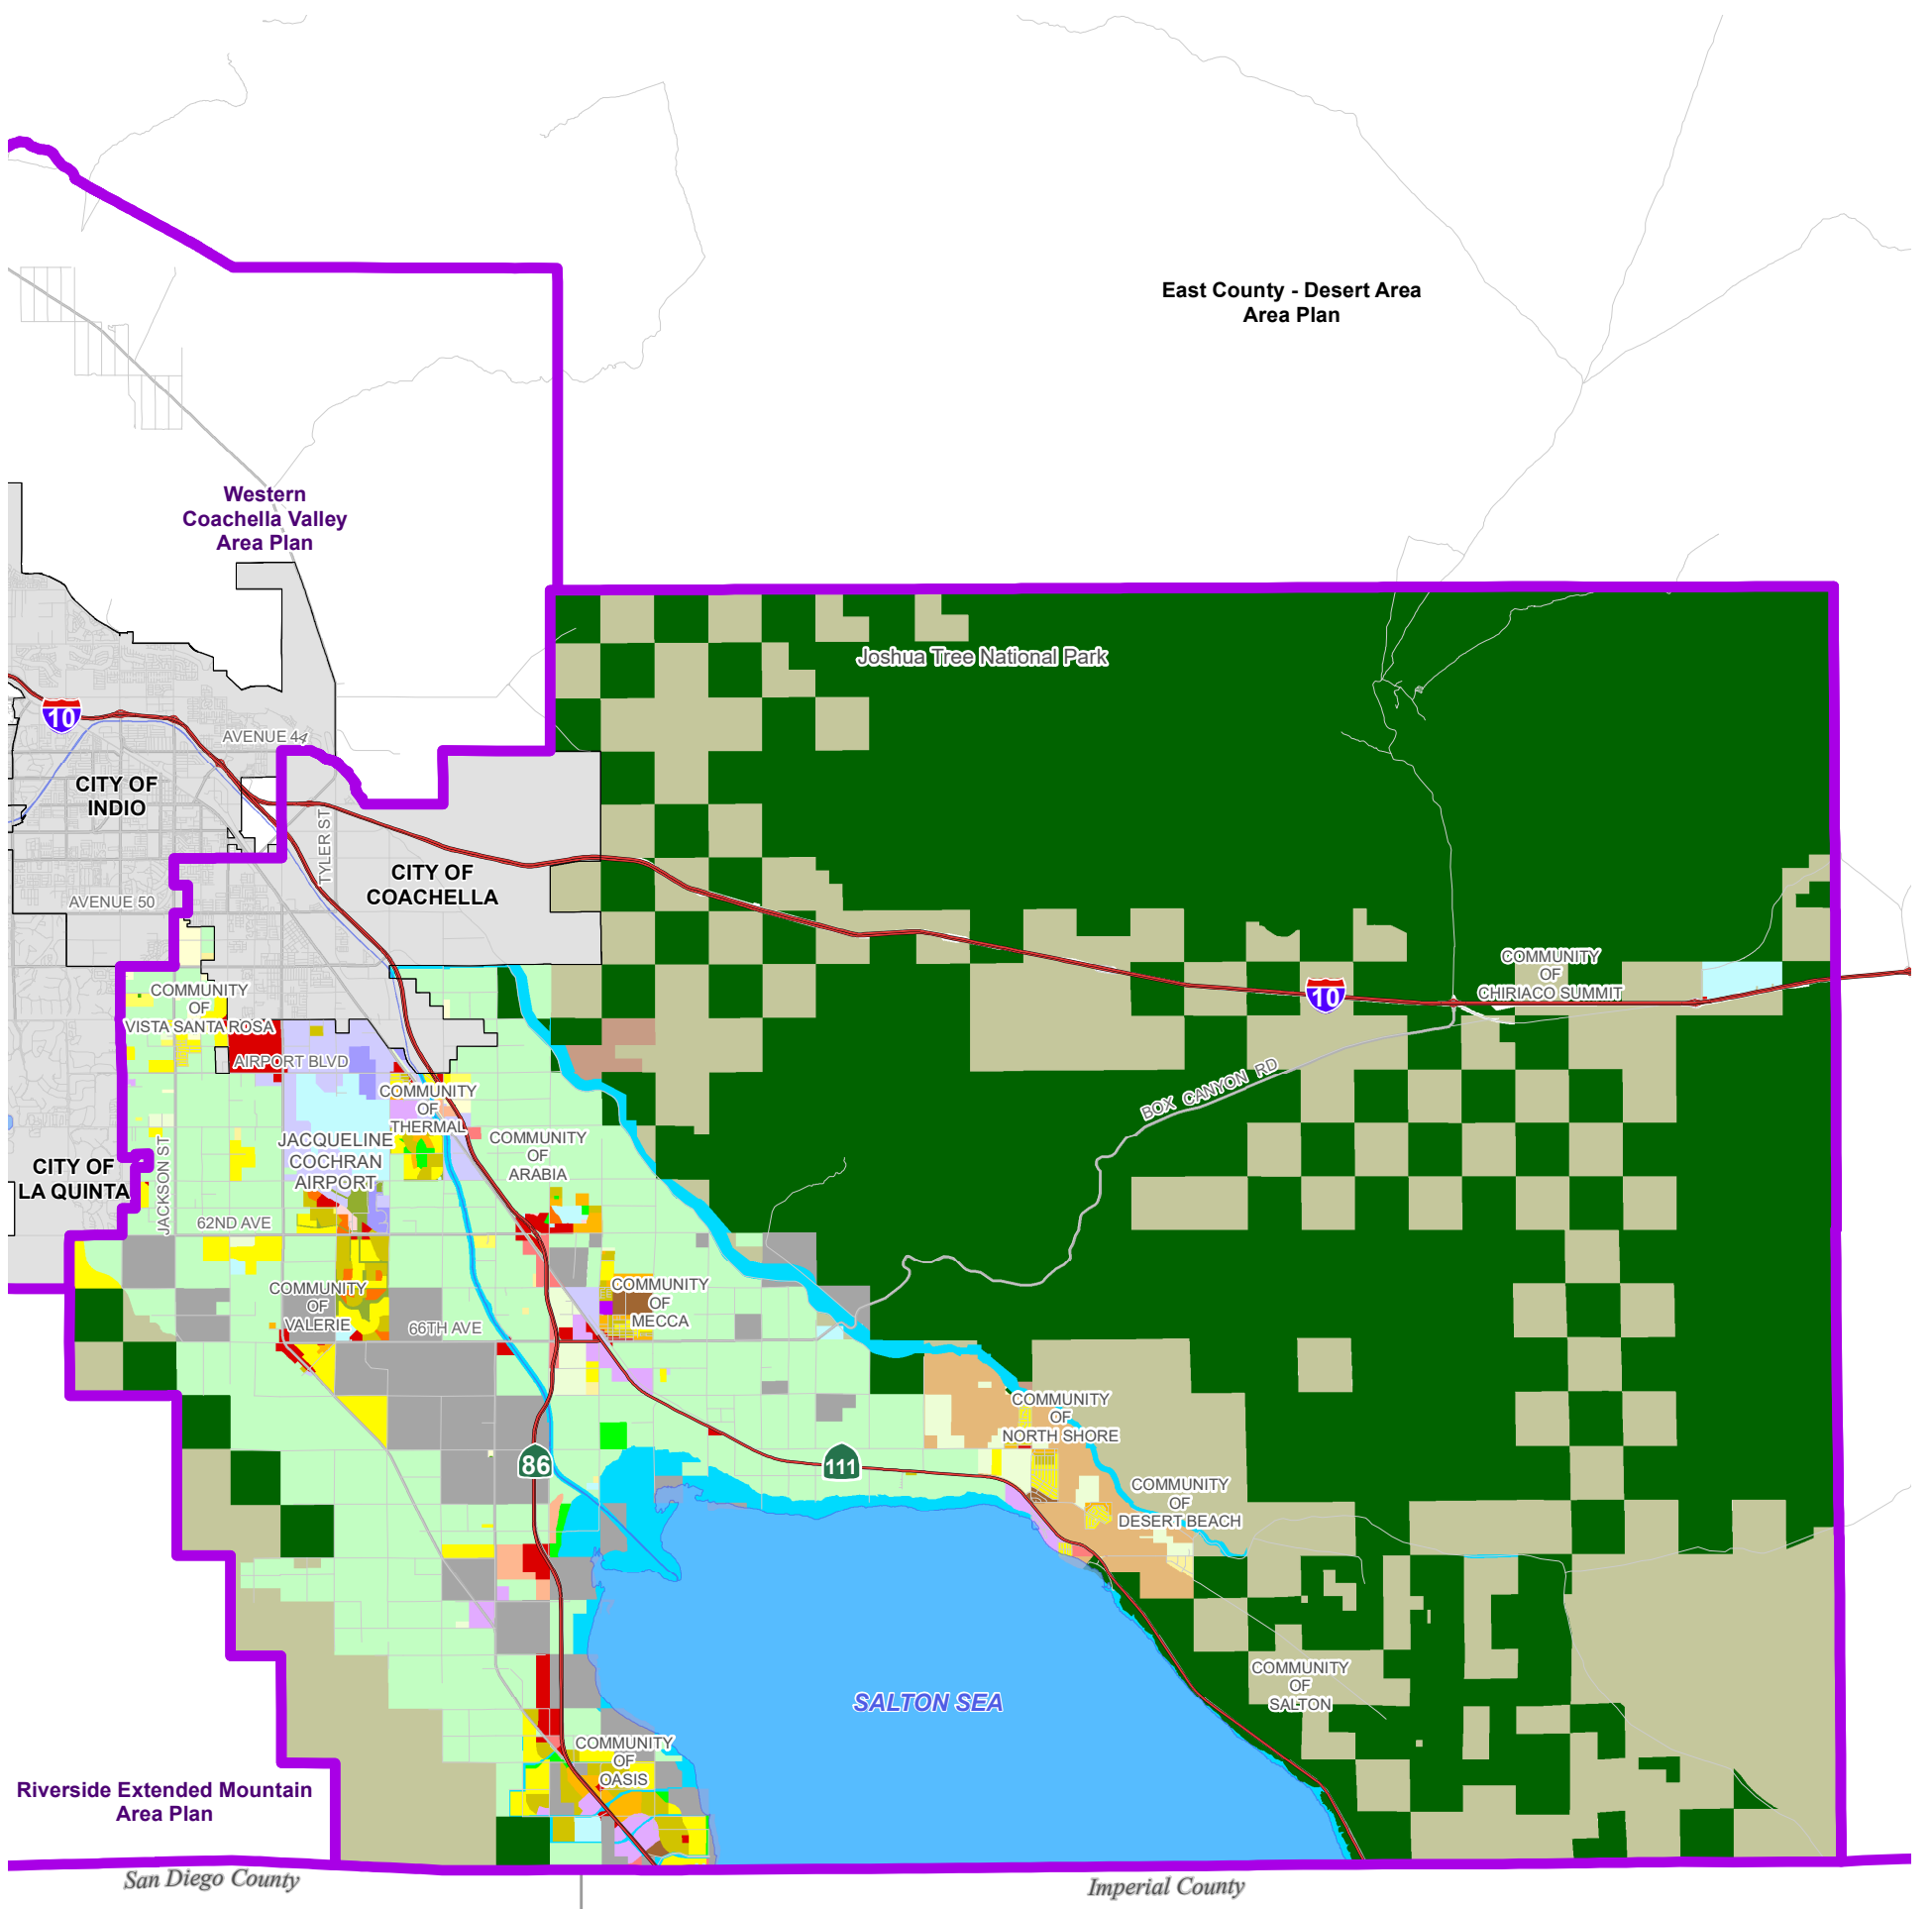 East County - Desert Area
Area Plan
Western
Coachella Valley
Area Plan
Joshua Tree National Park
10
AVENUE 44
CITY OF
INDIO
TYLER ST
CITY OF
COACHELLA
AVENUE 50
COMMUNITY
OF
CHIRIACO SUMMIT
10
COMMUNITY
OF
VISTA SANTA ROSA
AIRPORT BLVD
COMMUNITY
OF
THERMAL
BOX CANYON RD
JACQUELINE
COCHRAN
AIRPORT
COMMUNITY
OF
ARABIA
CITY OF
LA QUINTA
JACKSON ST
62ND AVE
COMMUNITY
OF
VALERIE
COMMUNITY
OF
MECCA
66TH AVE
COMMUNITY
OF
NORTH SHORE
86
111
COMMUNITY
OF
DESERT BEACH
COMMUNITY
OF
SALTON
SALTON SEA
COMMUNITY
OF
OASIS
Riverside Extended Mountain
Area Plan
San Diego County
Imperial County